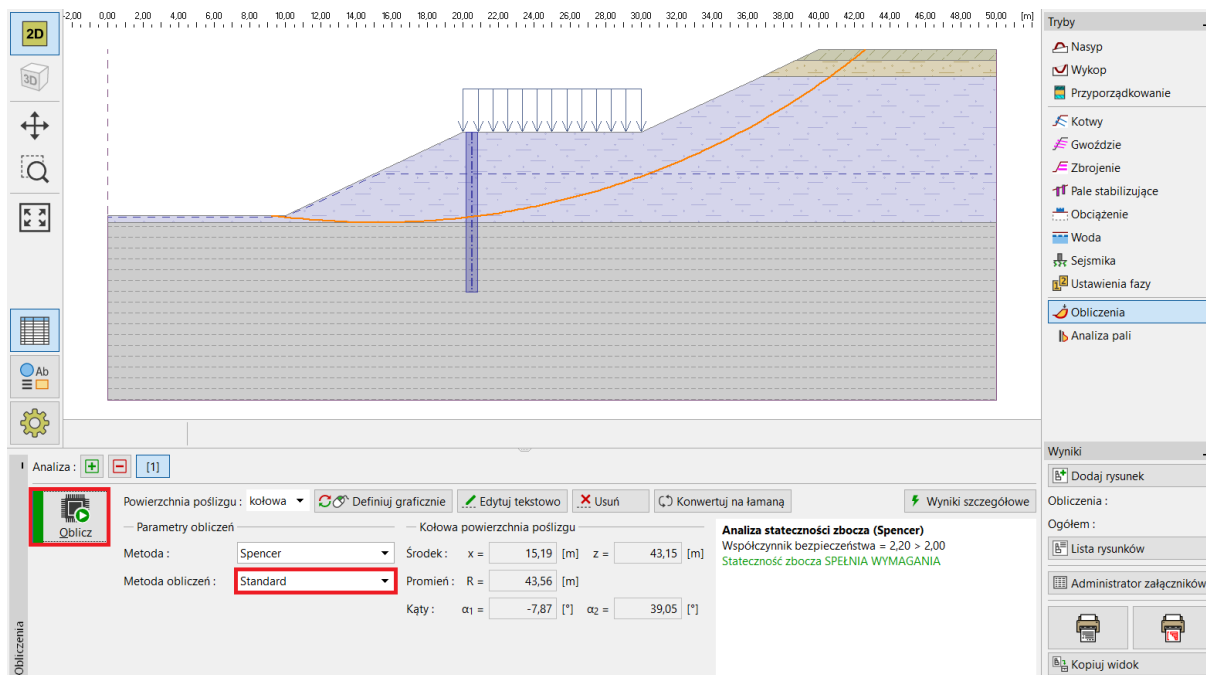 -2,00 0,00 2,00 4,00 6,00 8,00 10,00 12,00 14,00 16,00 18,00 20,00 22,00 24,00 26,00 28,00 30,00 32,00 34,00 36,00 38,00 40,00 42,00 44,00 46,00 48,00 50,00 [m]
2D
3D
Ab
Tryby
Nasyp
Wykop
Przyporządkowanie
Kotwy
Gwoździe
Zbrojenie
Pale stabilizujące
Obciążenie
Woda
Sejsmika
Ustawienia fazy
Obliczenia
Analiza pali
Analiza : [1]
Oblicz
Powierzchnia poślizgu : kołowa Definiuj graficznie Edytuj tekstowo Usuń Konwertuj na łamaną Wyniki szczegółowe
Parametry obliczeń
Metoda : Spencer
Metoda obliczeń : Standard
Kołowa powierzchnia poślizgu
Środek : x = 15,19 [m] z = 43,15 [m]
Promień : R = 43,56 [m]
Kąty : α1 = -7,87 [°] α2 = 39,05 [°]
Analiza stateczności zbocza (Spencer)
Współczynnik bezpieczeństwa = 2,20 > 2,00
Stateczność zbocza SPEŁNIA WYMAGANIA
Obliczenia
Wyniki
Dodaj rysunek
Obliczenia :
Ogółem :
Lista rysunków
Administrator załączników
Kopiuj widok